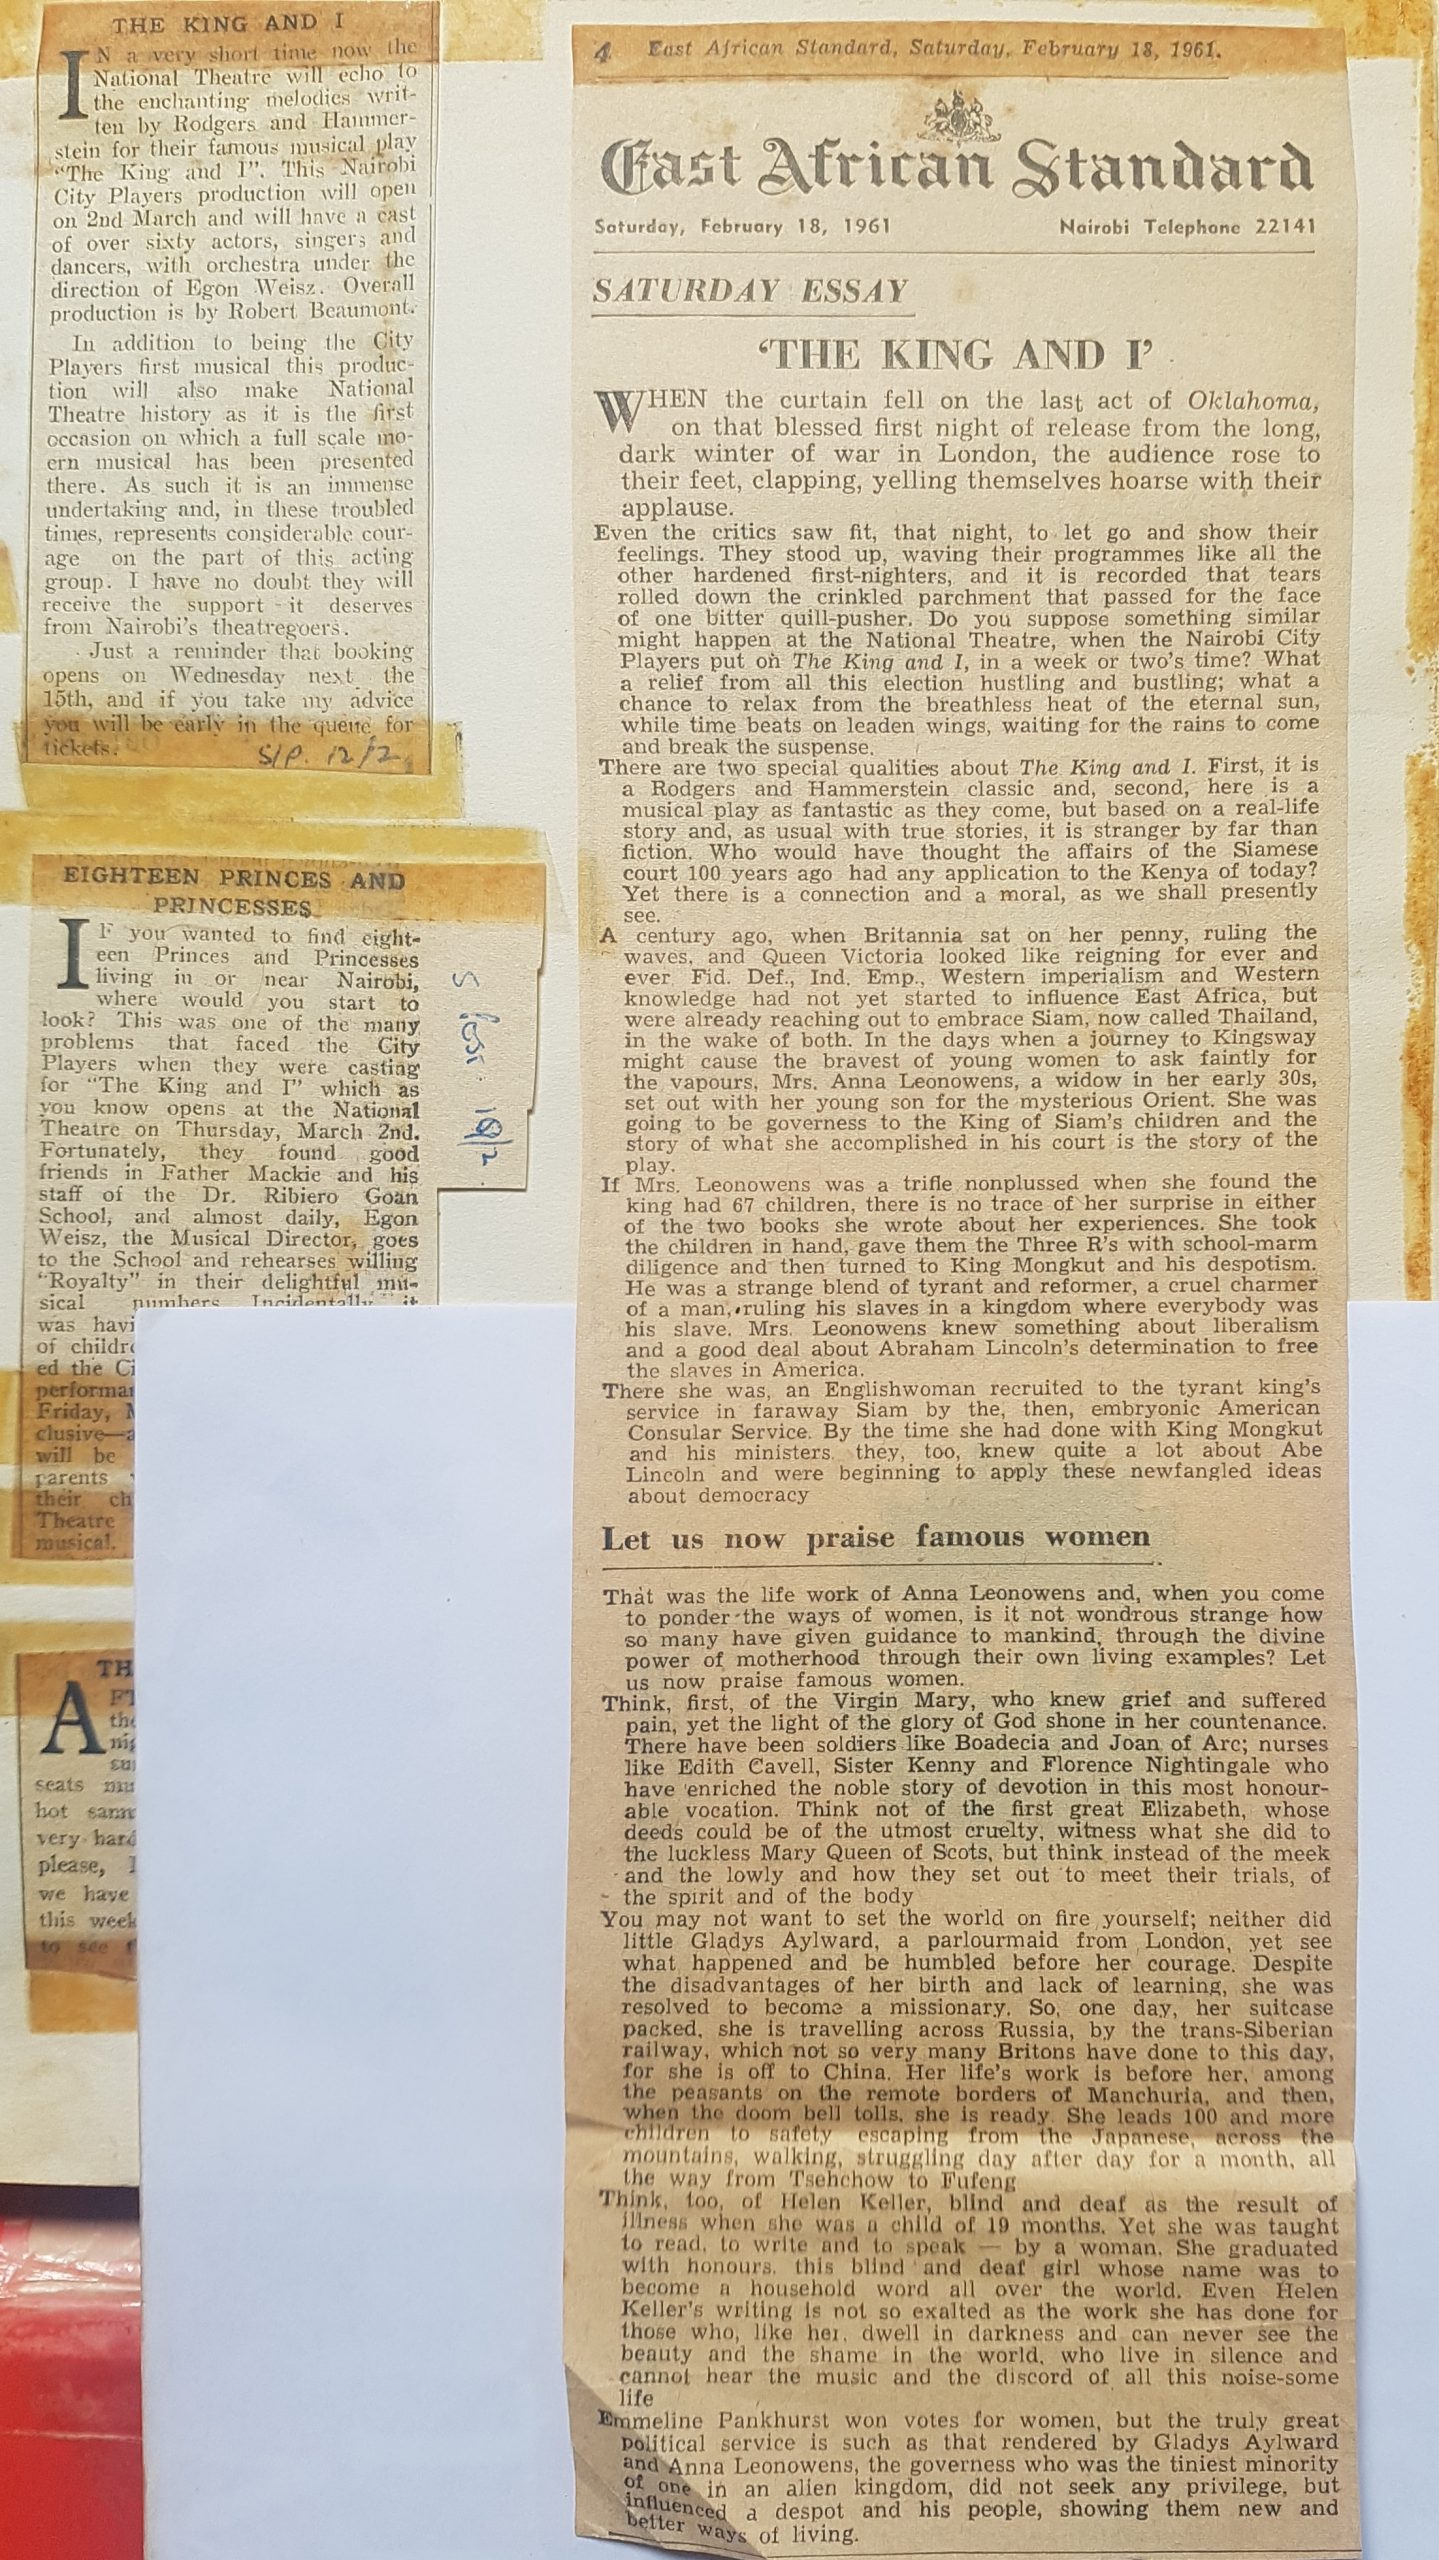 THE KING AND I
IN a very short time now the
National Theatre will echo to
the enchanting melodies writ-
ten by Rodgers and Hammer-
stein for their famous musical play
"The King and I". This Nairobi
City Players production will open
on 2nd March and will have a cast
of over sixty actors, singers and
dancers, with orchestra under the
direction of Egon Weisz. Overall
production is by Robert Beaumont.
In addition to being the City
Players first musical this produc-
tion will also make National
Theatre history as it is the first
occasion on which a full scale mo-
ern musical has been presented
there. As such it is an immense
undertaking and, in these troubled
times, represents considerable cour-
age on the part of this acting
group. I have no doubt they will
receive the support it deserves
from Nairobi's theatregoers.
Just a reminder that booking
opens on Wednesday next the
15th, and if you take my advice
you will be early in the queue for
tickets.
S/P. 12/2
EIGHTEEN PRINCES AND
PRINCESSES
IF you wanted to find eight-
een Princes and Princesses
living in or near Nairobi,
where would you start to
look? This was one of the many
problems that faced the City
Players when they were casting
for "The King and I" which as
you know opens at the National
Theatre on Thursday, March 2nd.
Fortunately, they found good
friends in Father Mackie and his
staff of the Dr. Ribiero Goan
School, and almost daily, Egon
Weisz, the Musical Director, goes
to the School and rehearses willing
"Royalty" in their delightful mu-
sical numbers. Incidentally it
was havi
of childre
ed the Ci
performan
Friday, M
clusive—a
will be
parents
their ch
Theatre
musical.
S Post 19/2
TH
AFT
the
nig
su
seats mu
hot
very hard
please, I
we have
this week
to see
4 East African Standard, Saturday, February 18, 1961.
East African Standard
Saturday, February 18, 1961 Nairobi Telephone 22141
SATURDAY ESSAY
'THE KING AND I'
WHEN the curtain fell on the last act of Oklahoma,
on that blessed first night of release from the long,
dark winter of war in London, the audience rose to
their feet, clapping, yelling themselves hoarse with their
applause.
Even the critics saw fit, that night, to let go and show their
feelings. They stood up, waving their programmes like all the
other hardened first-nighters, and it is recorded that tears
rolled down the crinkled parchment that passed for the face
of one bitter quill-pusher. Do you suppose something similar
might happen at the National Theatre, when the Nairobi City
Players put on The King and I, in a week or two's time? What
a relief from all this election hustling and bustling; what a
chance to relax from the breathless heat of the eternal sun,
while time beats on leaden wings, waiting for the rains to come
and break the suspense.
There are two special qualities about The King and I. First, it is
a Rodgers and Hammerstein classic and, second, here is a
musical play as fantastic as they come, but based on a real-life
story and, as usual with true stories, it is stranger by far than
fiction. Who would have thought the affairs of the Siamese
court 100 years ago had any application to the Kenya of today?
Yet there is a connection and a moral, as we shall presently
see.
A century ago, when Britannia sat on her penny, ruling the
waves, and Queen Victoria looked like reigning for ever and
ever Fid. Def., Ind. Emp., Western imperialism and Western
knowledge had not yet started to influence East Africa, but
were already reaching out to embrace Siam, now called Thailand,
in the wake of both. In the days when a journey to Kingsway
might cause the bravest of young women to ask faintly for
the vapours, Mrs. Anna Leonowens, a widow in her early 30s,
set out with her young son for the mysterious Orient. She was
going to be governess to the King of Siam's children and the
story of what she accomplished in his court is the story of the
play.
If Mrs. Leonowens was a trifle nonplussed when she found the
king had 67 children, there is no trace of her surprise in either
of the two books she wrote about her experiences. She took
the children in hand, gave them the Three R's with school-marm
diligence and then turned to King Mongkut and his despotism.
He was a strange blend of tyrant and reformer, a cruel charmer
of a man, ruling his slaves in a kingdom where everybody was
his slave. Mrs. Leonowens knew something about liberalism
and a good deal about Abraham Lincoln's determination to free
the slaves in America.
There she was, an Englishwoman recruited to the tyrant king's
service in faraway Siam by the, then, embryonic American
Consular Service. By the time she had done with King Mongkut
and his ministers they, too, knew quite a lot about Abe
Lincoln and were beginning to apply these newfangled ideas
about democracy
Let us now praise famous women
That was the life work of Anna Leonowens and, when you come
to ponder the ways of women, is it not wondrous strange how
so many have given guidance to mankind, through the divine
power of motherhood through their own living examples? Let
us now praise famous women.
Think, first, of the Virgin Mary, who knew grief and suffered
pain, yet the light of the glory of God shone in her countenance.
There have been soldiers like Boadecia and Joan of Arc; nurses
like Edith Cavell, Sister Kenny and Florence Nightingale who
have enriched the noble story of devotion in this most honour-
able vocation. Think not of the first great Elizabeth, whose
deeds could be of the utmost cruelty, witness what she did to
the luckless Mary Queen of Scots, but think instead of the meek
and the lowly and how they set out to meet their trials, of
the spirit and of the body
You may not want to set the world on fire yourself; neither did
little Gladys Aylward, a parlourmaid from London, yet see
what happened and be humbled before her courage. Despite
the disadvantages of her birth and lack of learning, she was
resolved to become a missionary. So, one day, her suitcase
packed, she is travelling across Russia, by the trans-Siberian
railway, which not so very many Britons have done to this day,
for she is off to China. Her life's work is before her, among
the peasants on the remote borders of Manchuria, and then,
when the doom bell tolls, she is ready. She leads 100 and more
children to safety escaping from the Japanese, across the
mountains, walking, struggling day after day for a month, all
the way from Tsehchow to Fufeng
Think, too, of Helen Keller, blind and deaf as the result of
illness when she was a child of 19 months. Yet she was taught
to read, to write and to speak — by a woman. She graduated
with honours, this blind and deaf girl whose name was to
become a household word all over the world. Even Helen
Keller's writing is not so exalted as the work she has done for
those who, like her, dwell in darkness and can never see the
beauty and the shame in the world, who live in silence and
cannot hear the music and the discord of all this noise-some
life
Emmeline Pankhurst won votes for women, but the truly great
political service is such as that rendered by Gladys Aylward
and Anna Leonowens, the governess who was the tiniest minority
of one in an alien kingdom, did not seek any privilege, but
influenced a despot and his people, showing them new and
better ways of living.